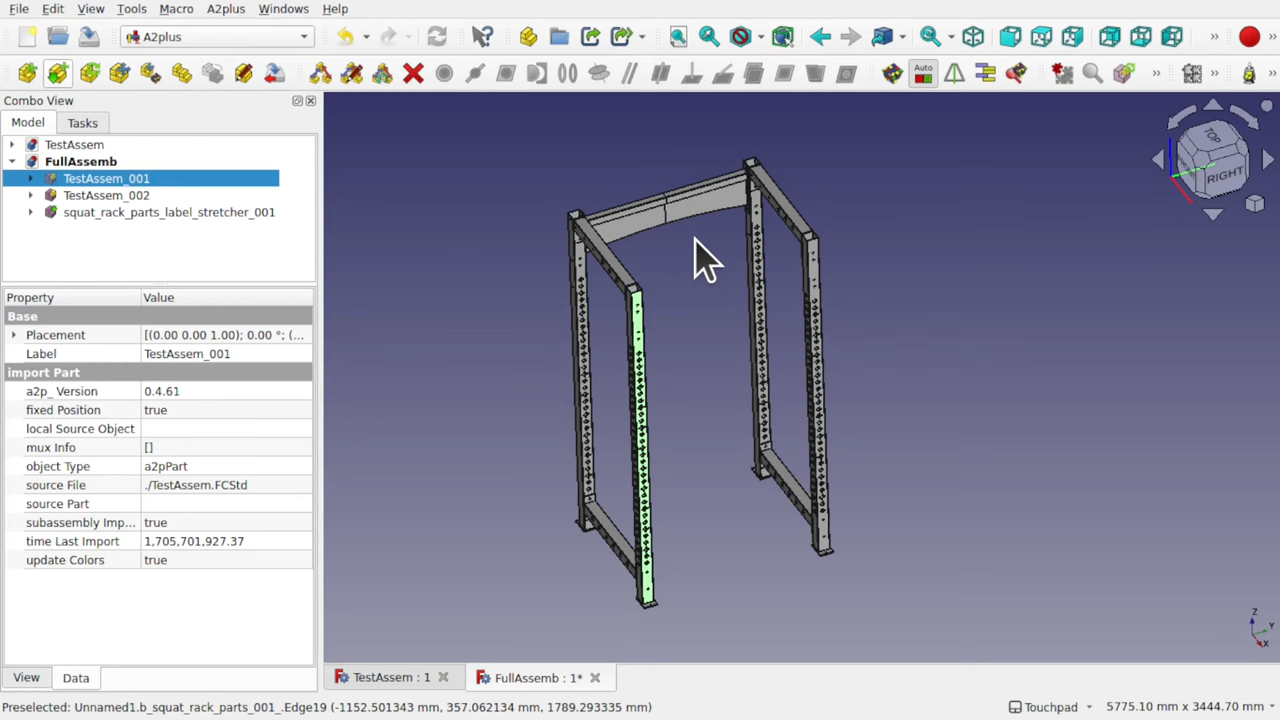 File Edit View Tools Macro A2plus Windows Help
A2plus
Auto
Combo View
Model Tasks
TestAssem
FullAssemb
TestAssem_001
TestAssem_002
squat_rack_parts_label_stretcher_001
Property Value
Base
Placement [(0.00 0.00 1.00); 0.00 °; (...
Label TestAssem_001
import Part
a2p_ Version 0.4.61
fixed Position true
local Source Object
mux Info []
object Type a2pPart
source File ./TestAssem.FCStd
source Part
subassembly Imp... true
time Last Import 1,705,701,927.37
update Colors true
View Data
TOP
RIGHT
Z
Y
X
TestAssem : 1
FullAssemb : 1*
Preselected: Unnamed1.b_squat_rack_parts_001_.Edge19 (-1152.501343 mm, 357.062134 mm, 1789.293335 mm)
Touchpad
5775.10 mm x 3444.70 mm